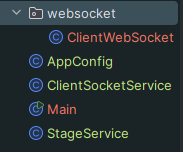 websocket
ClientWebSocket
AppConfig
ClientSocketService
Main
StageService